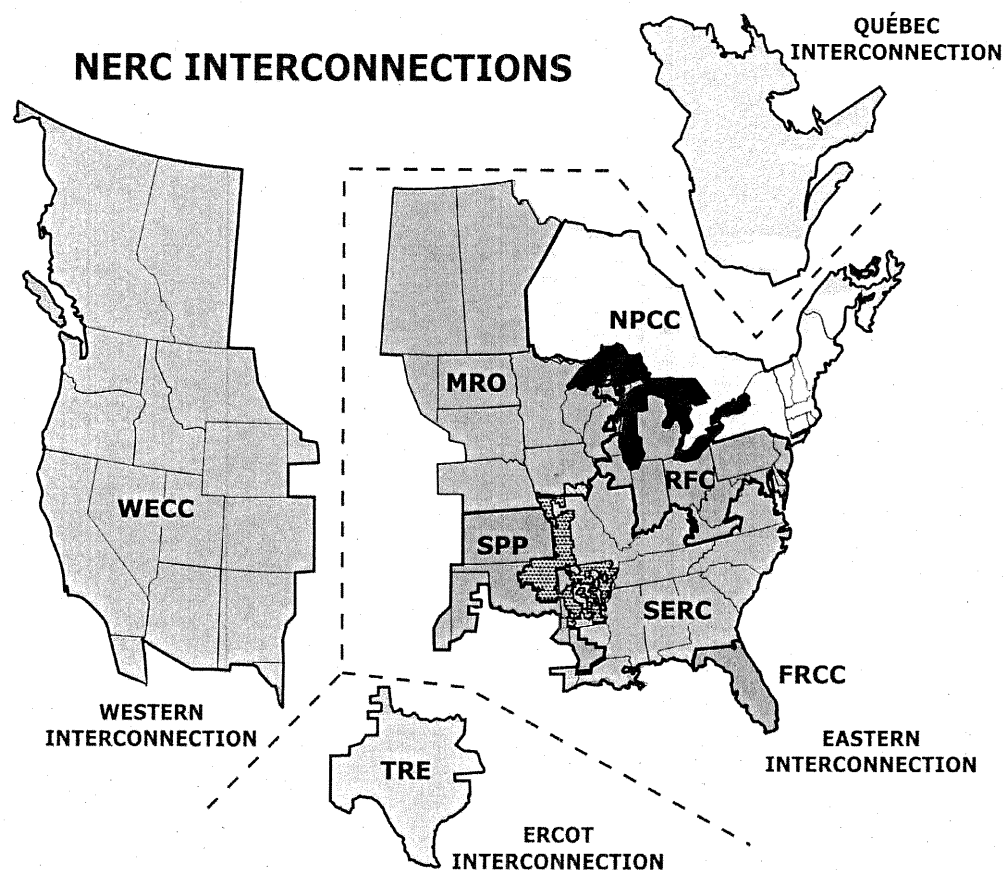 NERC INTERCONNECTIONS
QUÉBEC
INTERCONNECTION
NPCC
MRO
RFC
WECC
SPP
SERC
FRCC
WESTERN
INTERCONNECTION
EASTERN
INTERCONNECTION
TRE
ERCOT
INTERCONNECTION